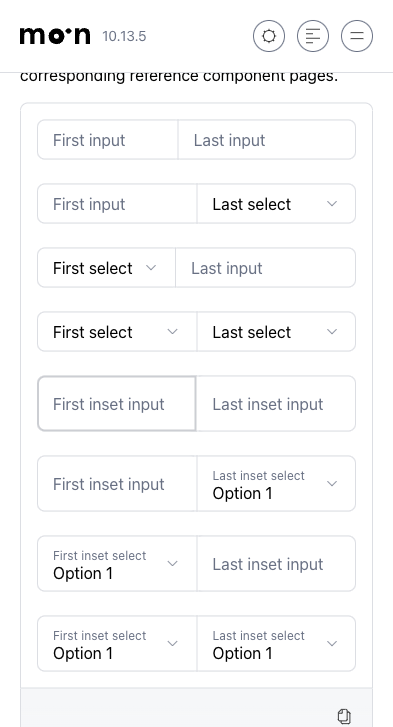 moon 10.13.5
corresponding reference component pages.
First input Last input
First input Last select
First select Last input
First select Last select
First inset input Last inset input
First inset input Last inset select
Option 1
First inset select
Option 1 Last inset input
First inset select Last inset select
Option 1 Option 1